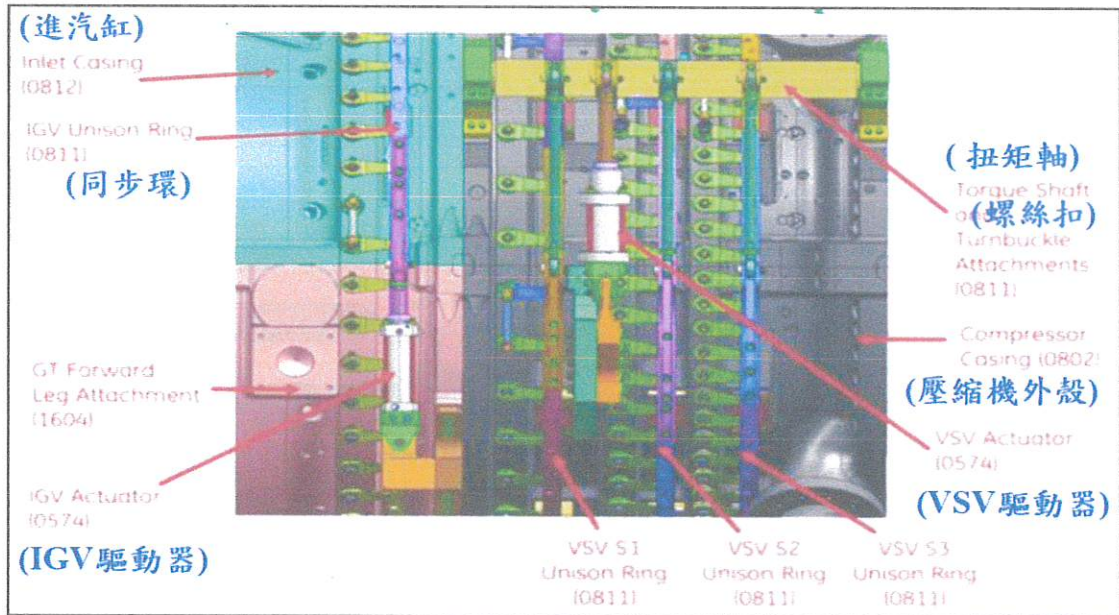 (進汽缸)
Inlet Casing
(0812)
IGV Unison Ring
(0811)
(同步環)
GT Forward
Leg Attachment
(1604)
IGV Actuator
(0574)
(IGV驅動器)
(扭矩軸)
Torque Shaft
and
(螺絲扣)
Turnbuckle
Attachments
(0811)
Compressor
Casing (0802)
(壓縮機外殼)
VSV Actuator
(0574)
(VSV驅動器)
VSV S1
Unison Ring
(0811)
VSV S2
Unison Ring
(0811)
VSV S3
Unison Ring
(0811)